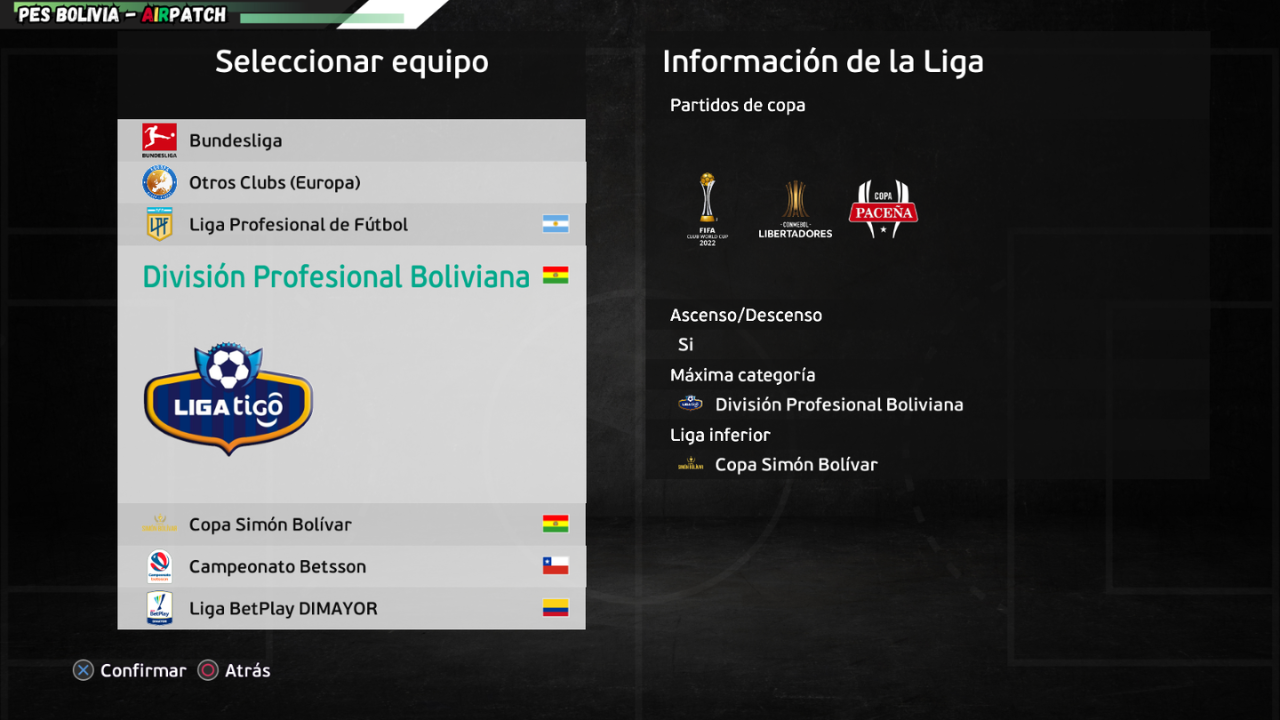 PES BOLIVIA - AIRPATCH
Seleccionar equipo
BUNDESLIGA
Bundesliga
Otros Clubs (Europa)
LPF
Liga Profesional de Fútbol
División Profesional Boliviana
LIGA tigo
Copa Simón Bolívar
Campeonato Betsson
BetPlay
Liga BetPlay DIMAYOR
Confirmar
Atrás
Información de la Liga
Partidos de copa
FIFA
CLUB WORLD CUP
2022
CONMEBOL
LIBERTADORES
COPA
PACEÑA
Ascenso/Descenso
Si
Máxima categoría
División Profesional Boliviana
Liga inferior
Copa Simón Bolívar